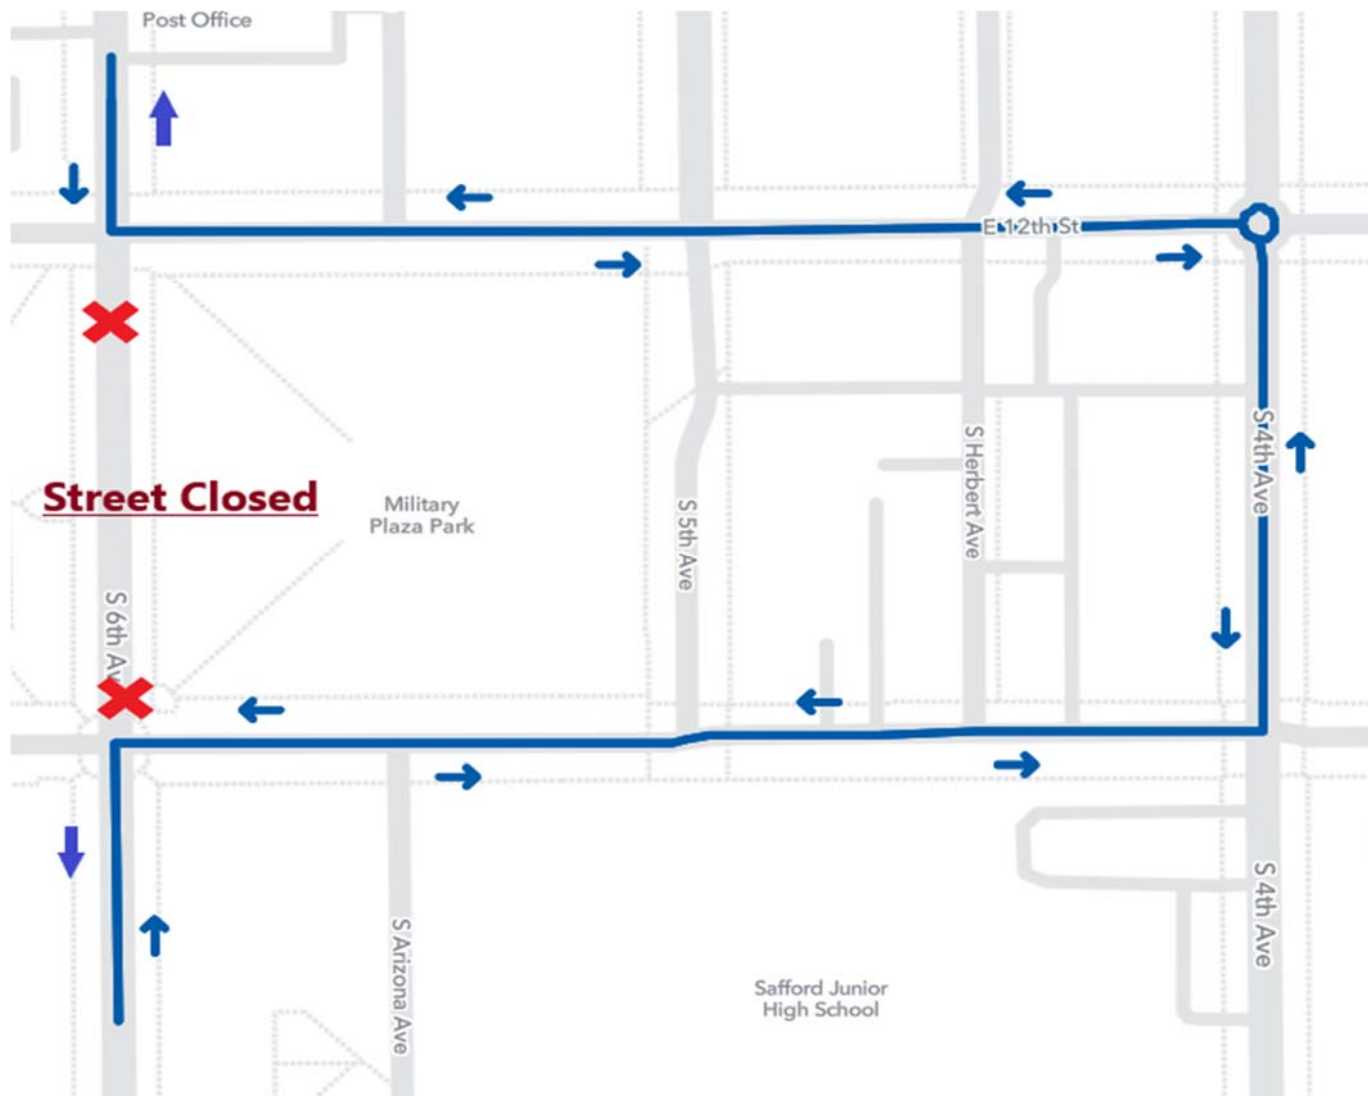 Post Office
E 12th St
S 4th Ave
S Herbert Ave
Street Closed
Military
Plaza Park
S 5th Ave
S 6th Av
S 4th Ave
S Arizona Ave
Safford Junior
High School